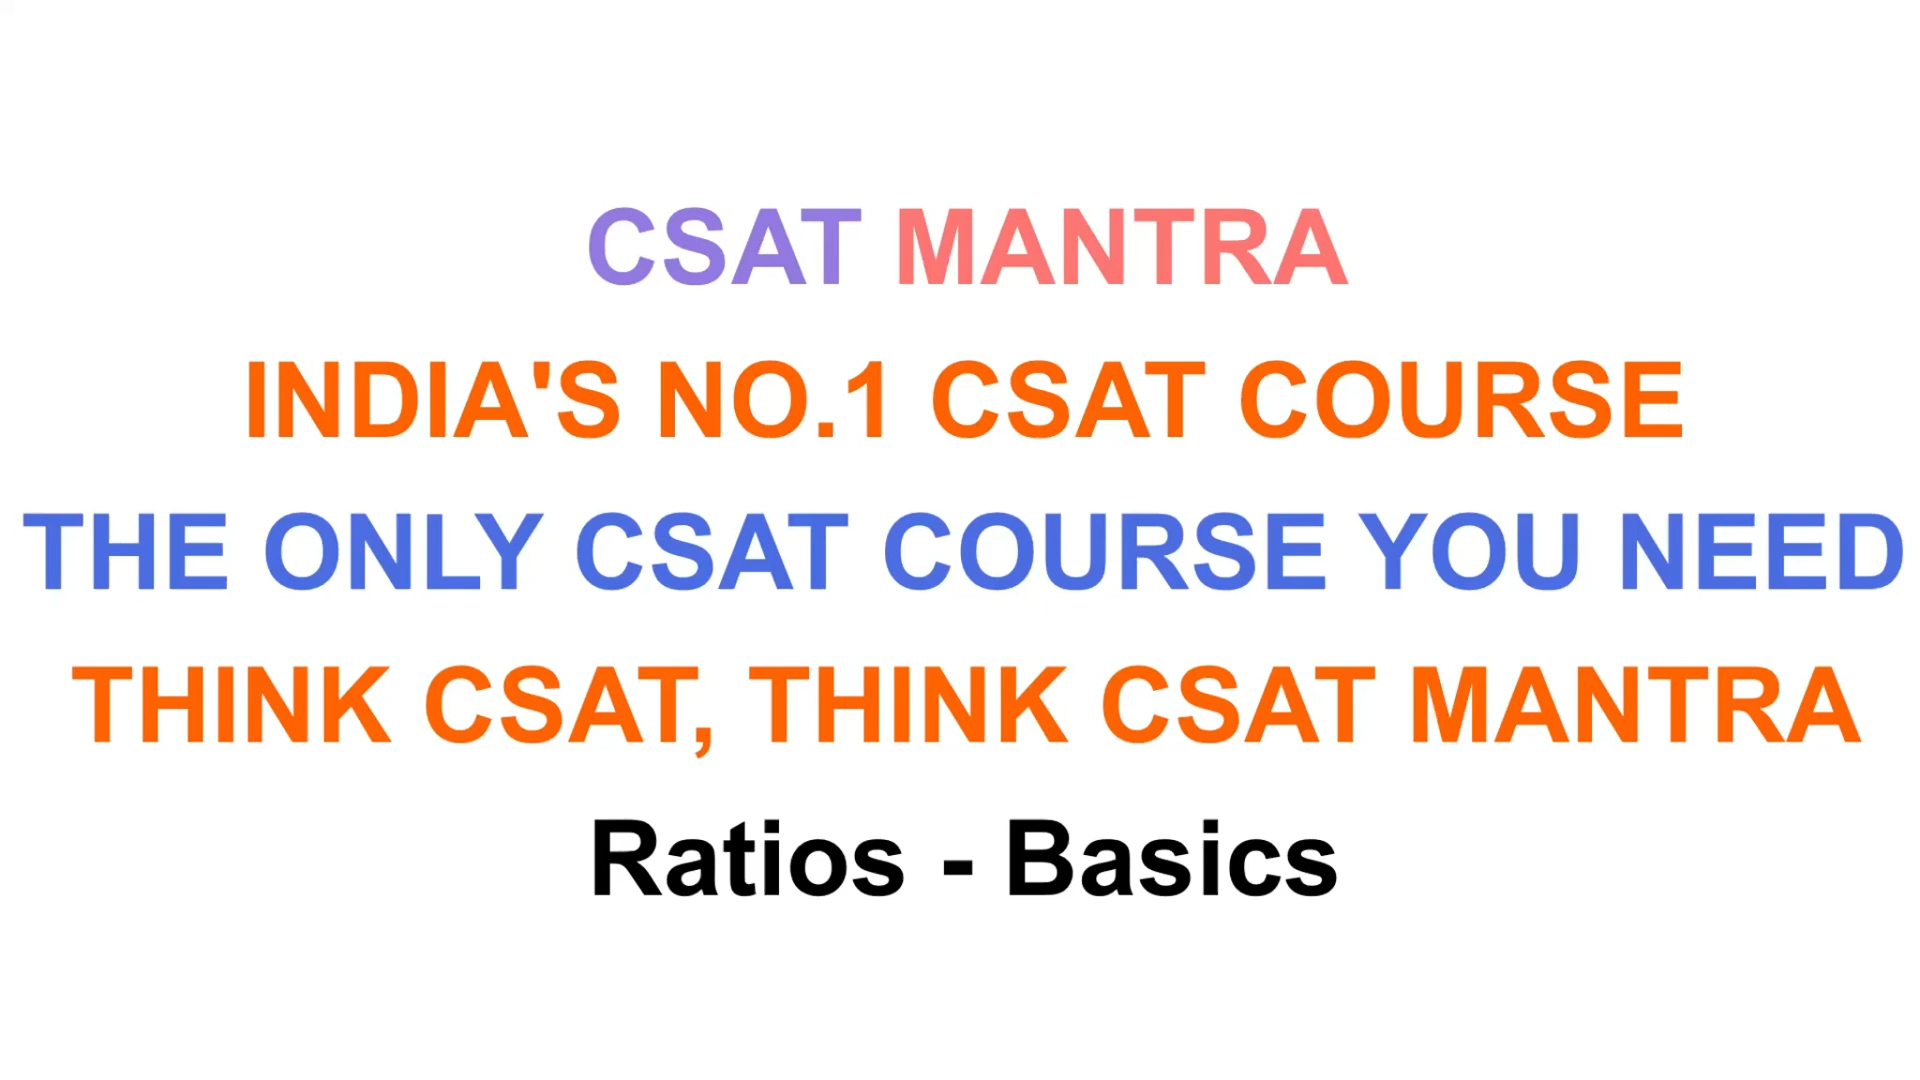 CSAT MANTRA
INDIA'S NO.1 CSAT COURSE
THE ONLY CSAT COURSE YOU NEED
THINK CSAT, THINK CSAT MANTRA
Ratios - Basics